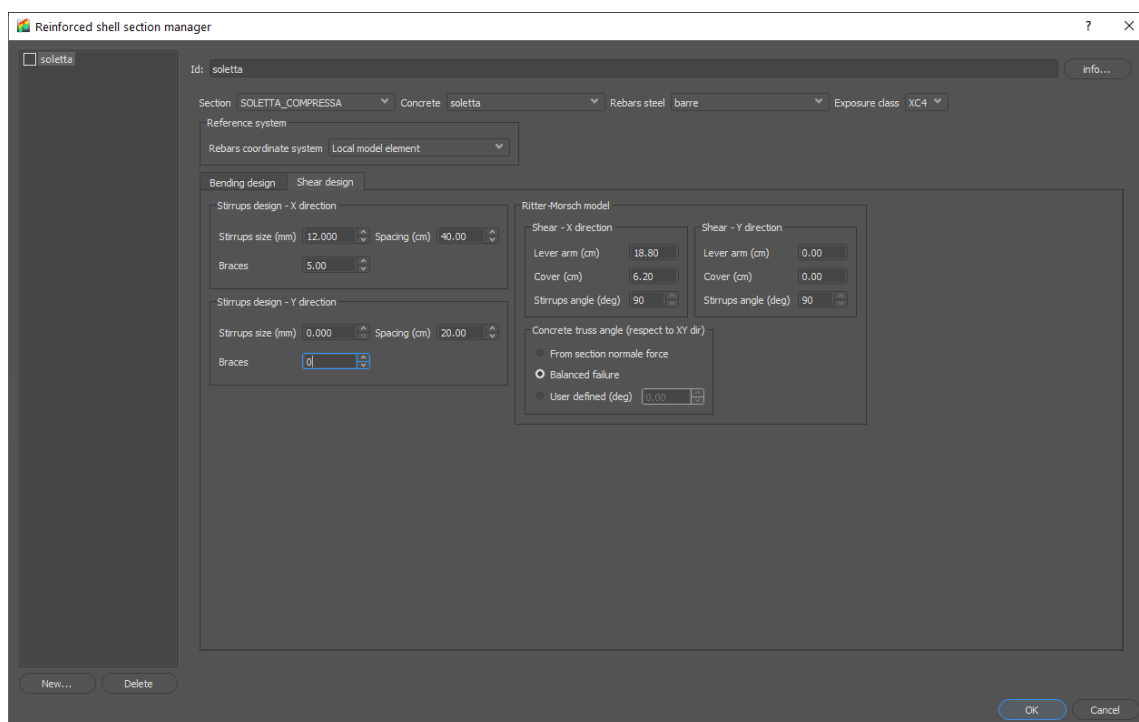 Reinforced shell section manager
?
soletta
Id: soletta
info...
Section SOLETTA_COMPRESSA Concrete soletta Rebars steel barre Exposure class XC4
Reference system
Rebars coordinate system Local model element
Bending design Shear design
Stirrups design - X direction
Stirrups size (mm) 12.000 Spacing (cm) 40.00
Braces 5.00
Stirrups design - Y direction
Stirrups size (mm) 0.000 Spacing (cm) 20.00
Braces 0
Ritter-Morsch model
Shear - X direction
Lever arm (cm) 18.80
Cover (cm) 6.20
Stirrups angle (deg) 90
Shear - Y direction
Lever arm (cm) 0.00
Cover (cm) 0.00
Stirrups angle (deg) 90
Concrete truss angle (respect to XY dir)
From section normale force
Balanced failure
User defined (deg) 0.00
New... Delete
OK Cancel